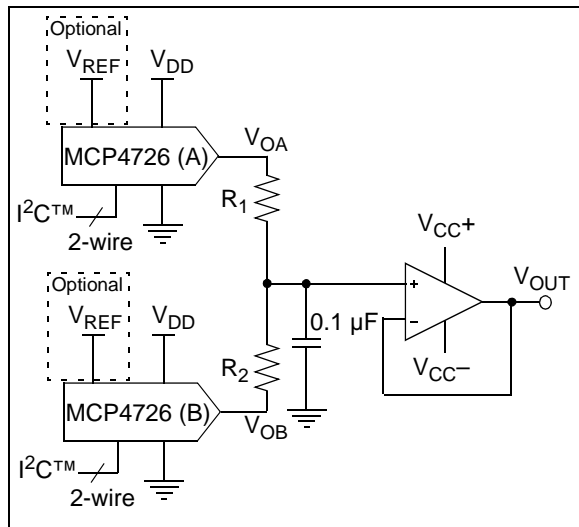 Optional
VREF
VDD
MCP4726 (A)
VOA
R1
I²C™
2-wire
VCC+
VOUT
+
–
0.1 µF
VCC–
Optional
VREF
VDD
R2
MCP4726 (B)
VOB
I²C™
2-wire